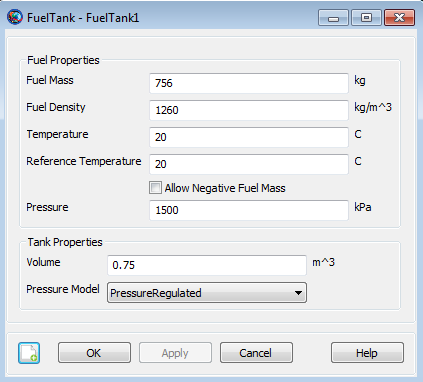 FuelTank - FuelTank1
Fuel Properties
Fuel Mass 756 kg
Fuel Density 1260 kg/m^3
Temperature 20 C
Reference Temperature 20 C
Allow Negative Fuel Mass
Pressure 1500 kPa
Tank Properties
Volume 0.75 m^3
Pressure Model PressureRegulated
OK Apply Cancel Help